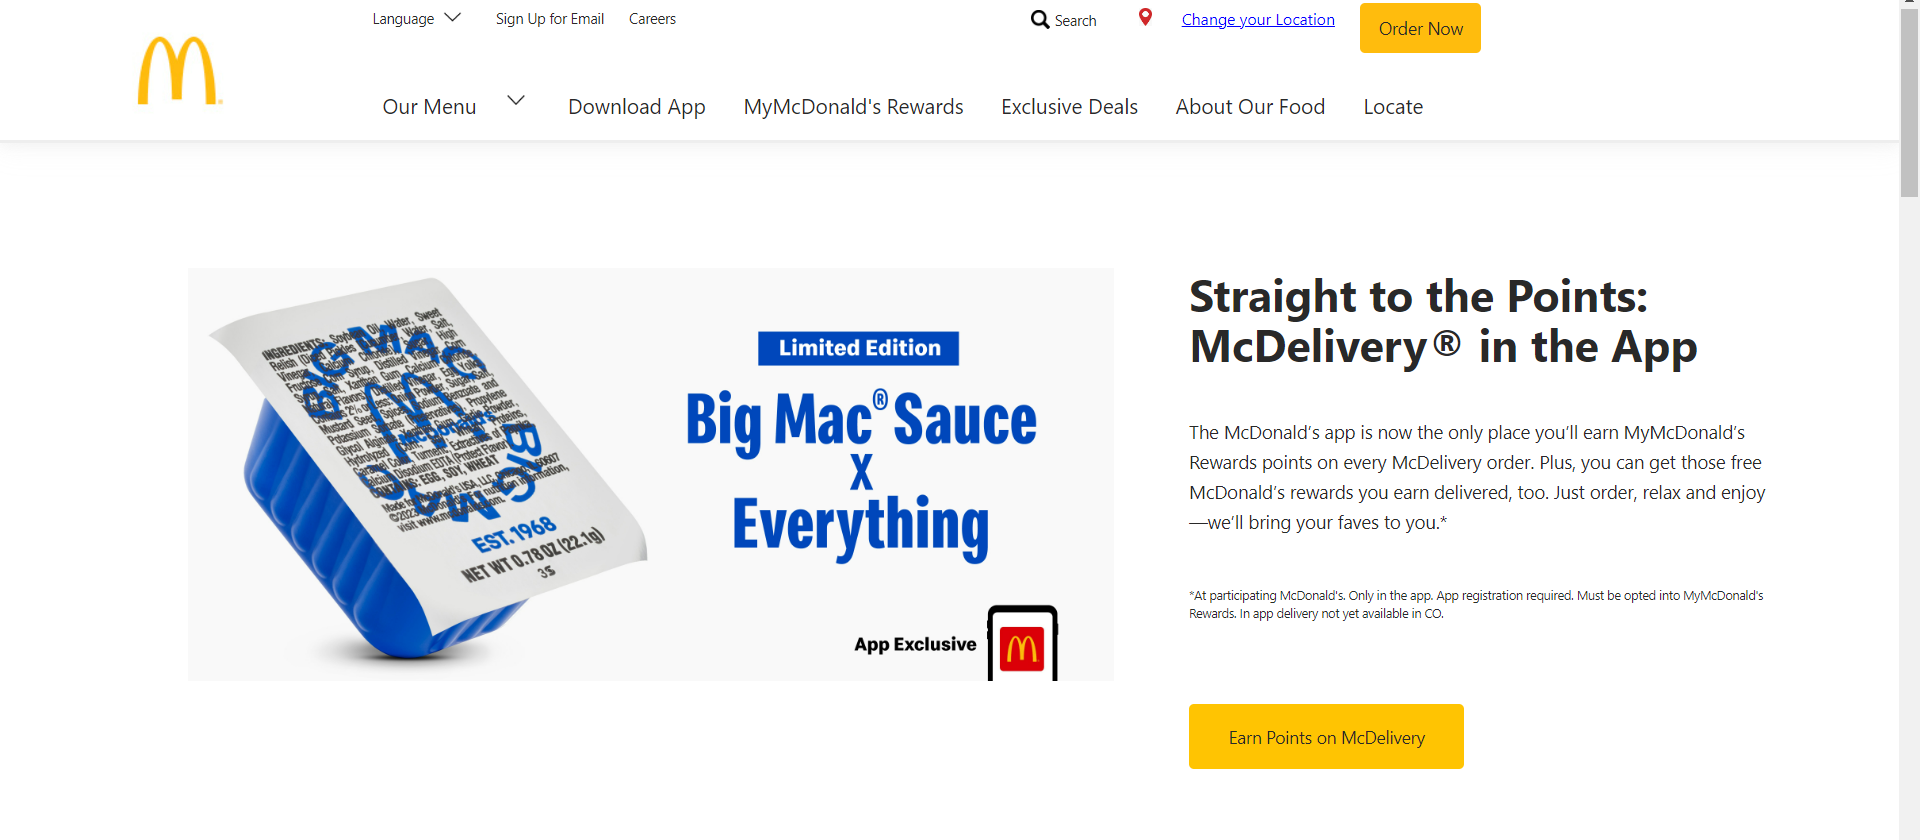 Language
Sign Up for Email
Careers
Search
Change your Location
Order Now
Our Menu
Download App
MyMcDonald's Rewards
Exclusive Deals
About Our Food
Locate
EST. 1968
NET WT 0.78 OZ (22.1g)
3S
Limited Edition
Big Mac® Sauce
X
Everything
App Exclusive
Straight to the Points:
McDelivery® in the App
The McDonald’s app is now the only place you’ll earn MyMcDonald’s
Rewards points on every McDelivery order. Plus, you can get those free
McDonald’s rewards you earn delivered, too. Just order, relax and enjoy
—we’ll bring your faves to you.*
*At participating McDonald's. Only in the app. App registration required. Must be opted into MyMcDonald's
Rewards. In app delivery not yet available in CO.
Earn Points on McDelivery